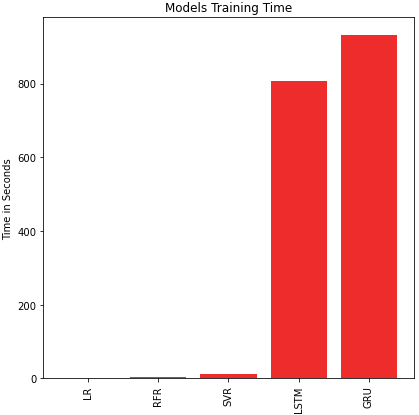 Models Training Time
Time in Seconds
800
600
400
200
0
LR
RFR
SVR
LSTM
GRU